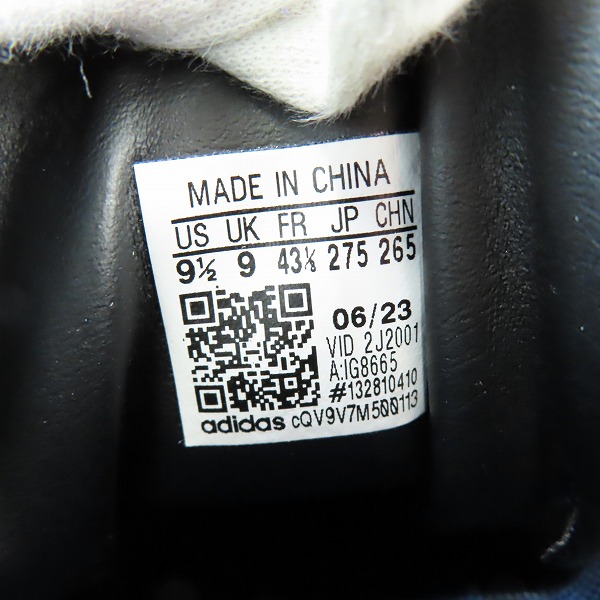 MADE IN CHINA
US UK FR JP CHN
9½ 9 43⅓ 275 265
06/23
VID 2J2001
A:IG8665
#132810410
adidas cQV9V7M500113